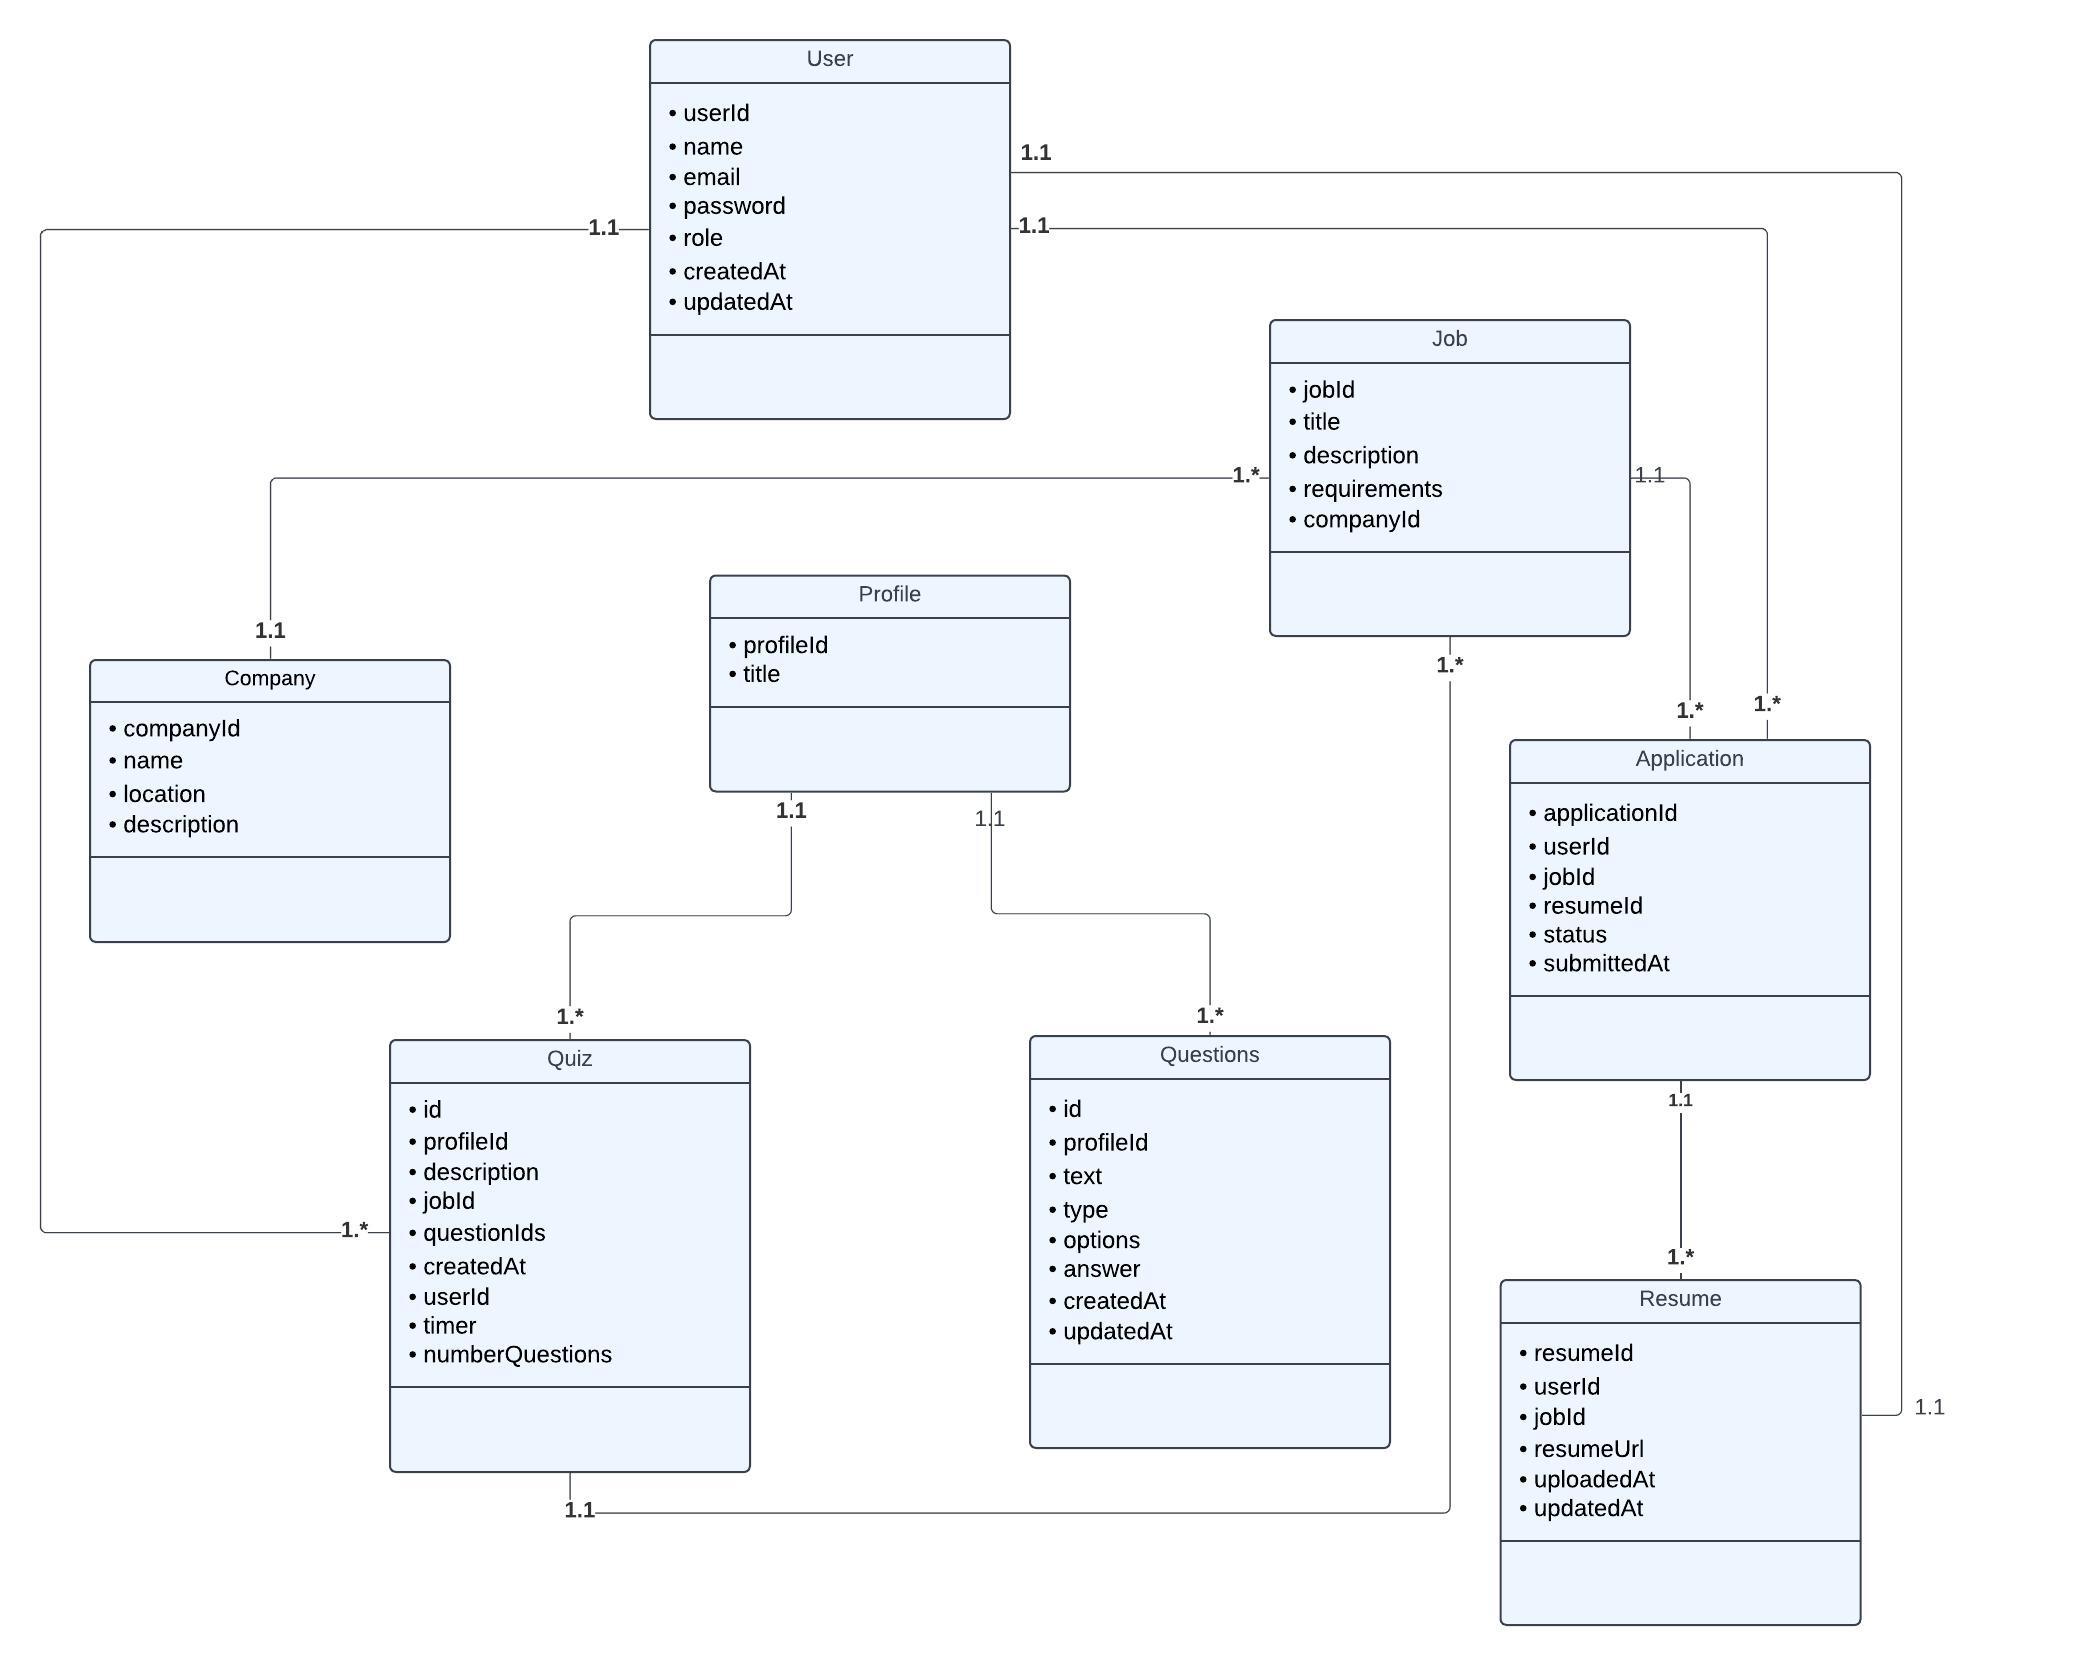 User
• userId
• name
• email
• password
• role
• createdAt
• updatedAt
1.1
1.1
1.1
Job
• jobId
• title
• description
• requirements
• companyId
1.*
1.1
1.1
1.*
1.*
1.*
Company
• companyId
• name
• location
• description
Profile
• profileId
• title
1.1
1.1
Application
• applicationId
• userId
• jobId
• resumeId
• status
• submittedAt
1.*
1.*
Quiz
• id
• profileId
• description
• jobId
• questionIds
• createdAt
• userId
• timer
• numberQuestions
1.*
1.1
Questions
• id
• profileId
• text
• type
• options
• answer
• createdAt
• updatedAt
1.1
1.*
Resume
• resumeId
• userId
• jobId
• resumeUrl
• uploadedAt
• updatedAt
1.1